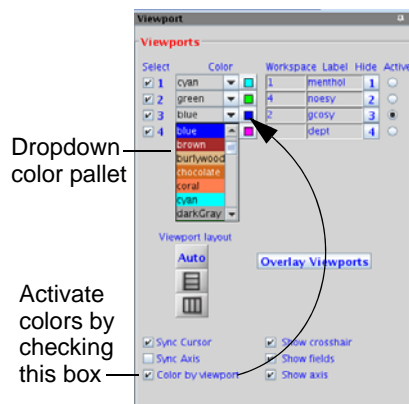 Viewport
Viewports
Select Color Workspace Label Hide Active
1 cyan 1 menthol 1
2 green 4 noesy 2
3 blue 2 gcosy 3
4 blue dept 4
brown
burlywood
chocolate
coral
cyan
darkGray
Dropdown
color pallet
Viewport layout
Auto
Overlay Viewports
Activate
colors by
checking
this box
Sync Cursor Show crosshair
Sync Axis Show fields
Color by viewport Show axis